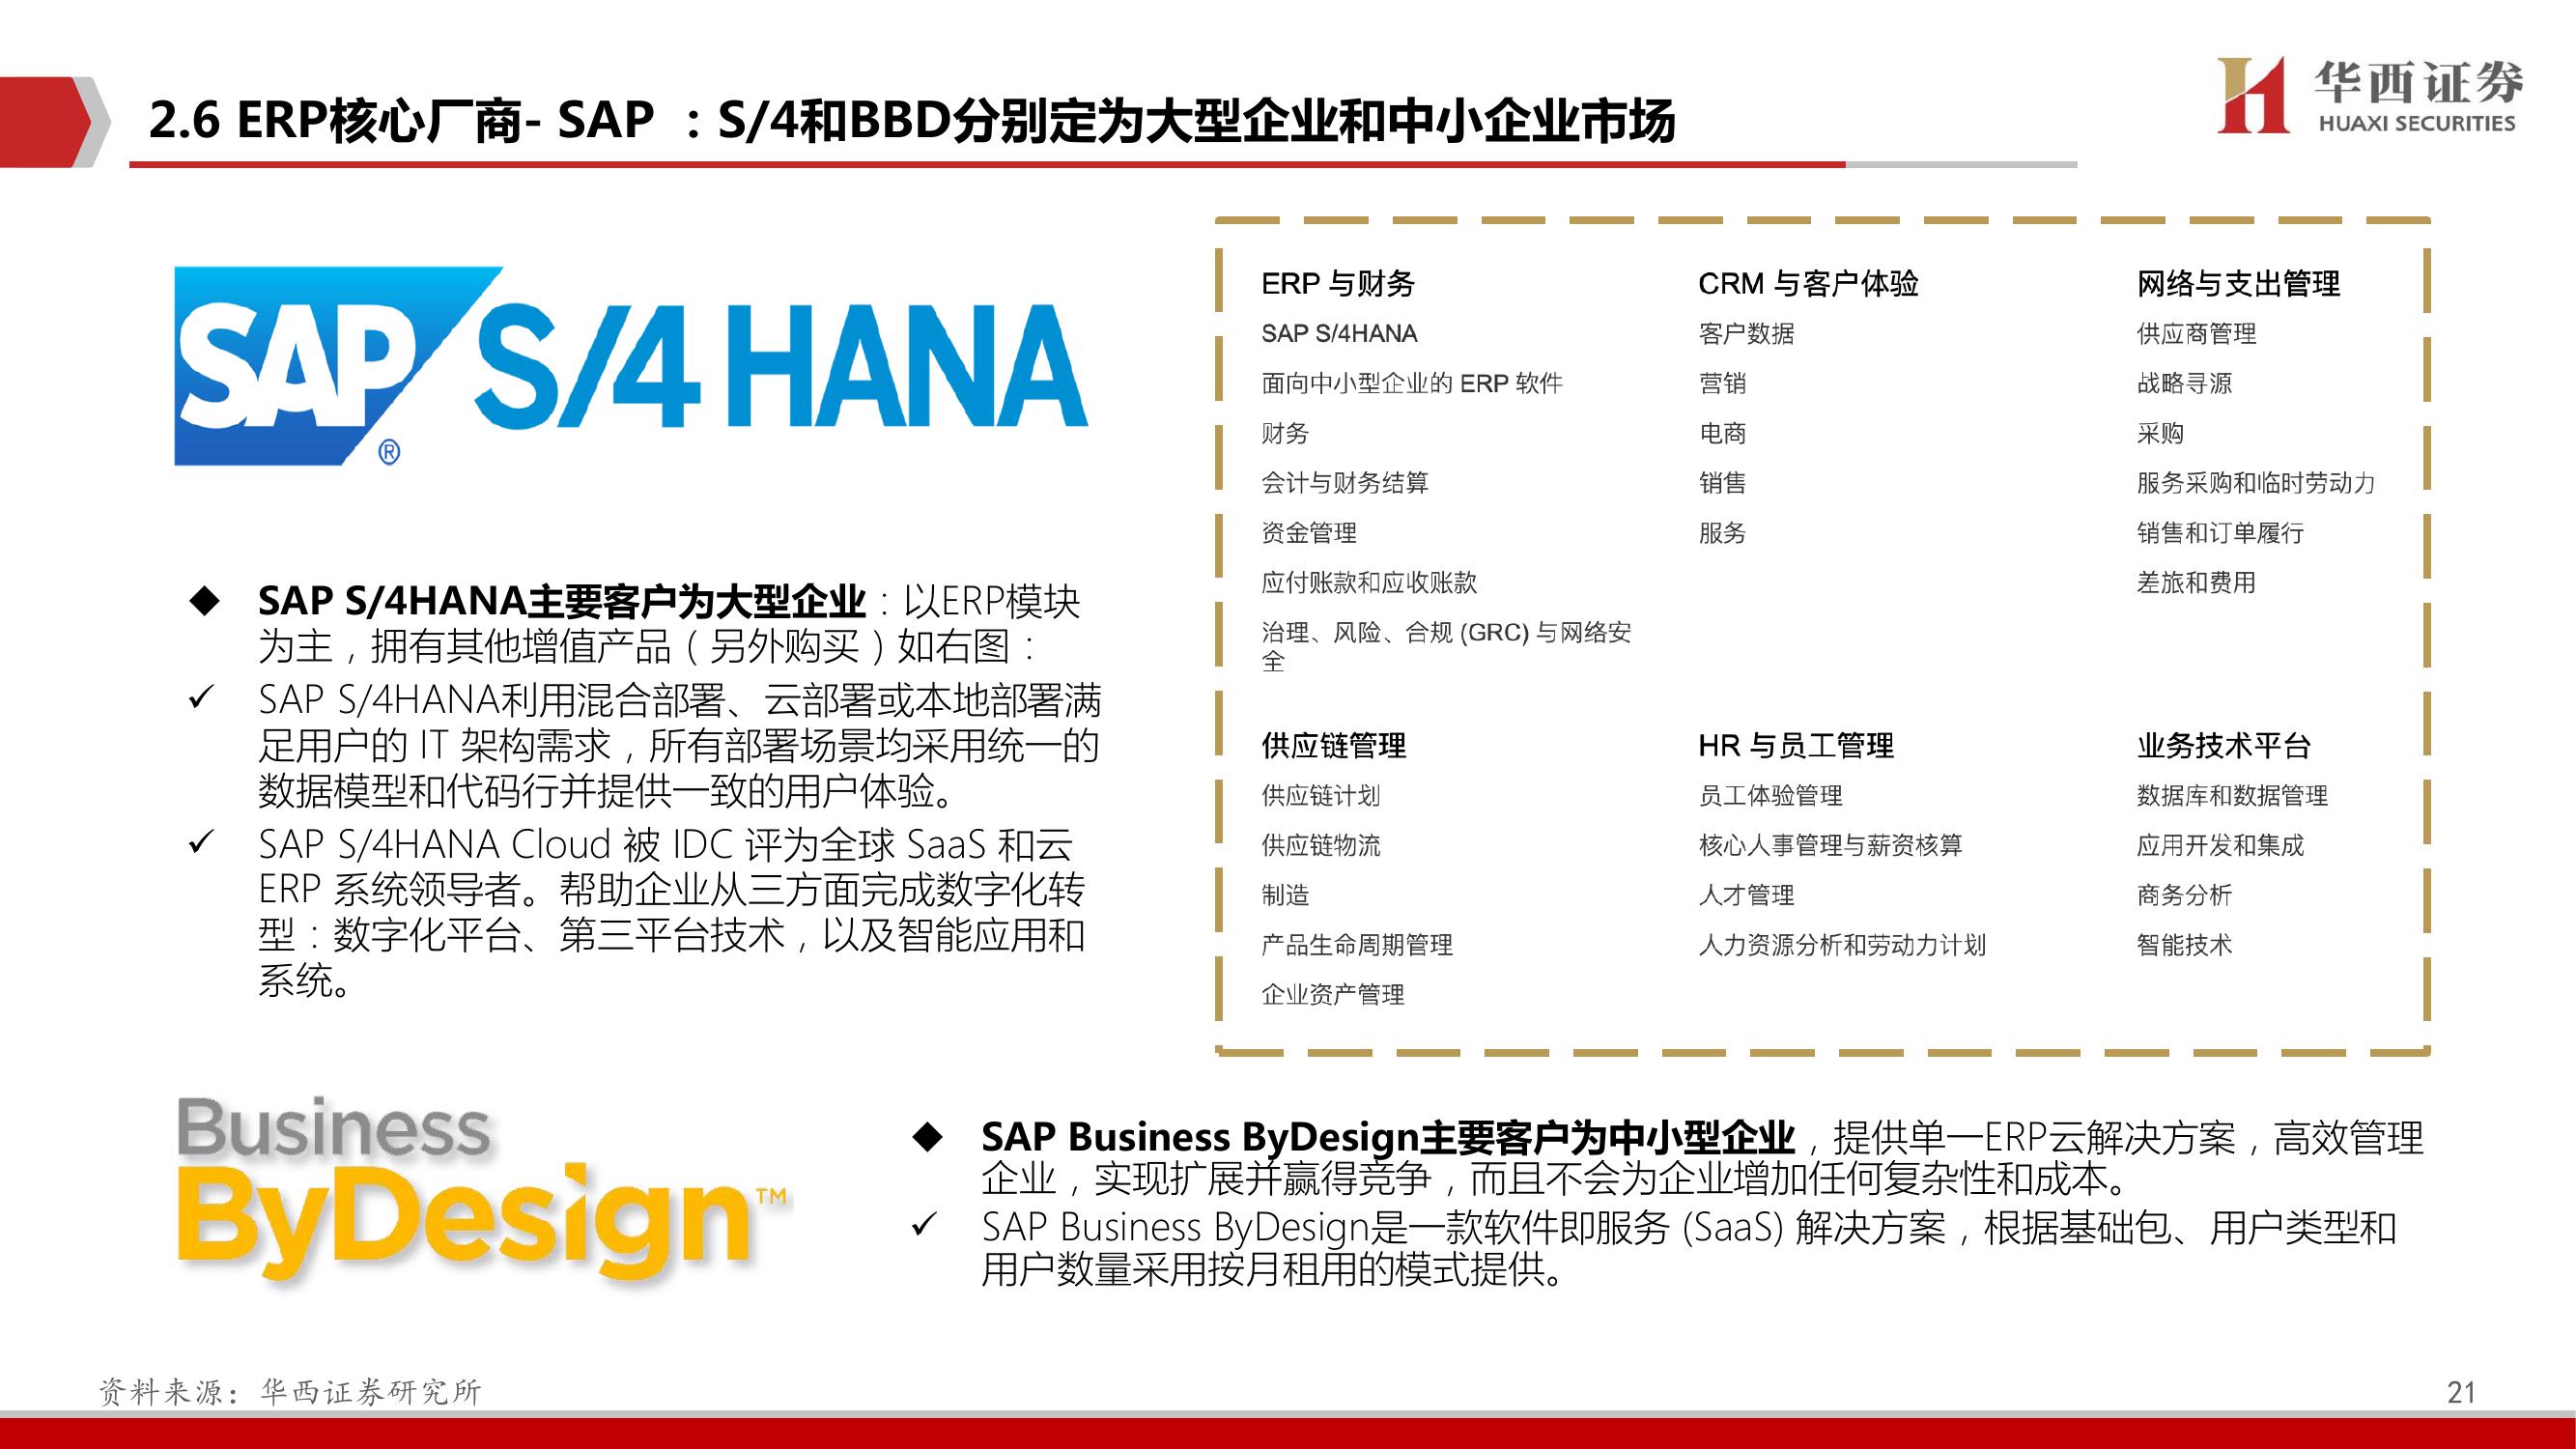 2.6 ERP核心厂商- SAP ：S/4和BBD分别定为大型企业和中小企业市场
华西证券
HUAXI SECURITIES
SAP S/4 HANA
®
◆ SAP S/4HANA主要客户为大型企业：以ERP模块
为主，拥有其他增值产品（另外购买）如右图：
✓ SAP S/4HANA利用混合部署、云部署或本地部署满
足用户的 IT 架构需求，所有部署场景均采用统一的
数据模型和代码行并提供一致的用户体验。
✓ SAP S/4HANA Cloud 被 IDC 评为全球 SaaS 和云
ERP 系统领导者。帮助企业从三方面完成数字化转
型：数字化平台、第三平台技术，以及智能应用和
系统。
ERP 与财务
SAP S/4HANA
面向中小型企业的 ERP 软件
财务
会计与财务结算
资金管理
应付账款和应收账款
治理、风险、合规 (GRC) 与网络安
全
CRM 与客户体验
客户数据
营销
电商
销售
服务
网络与支出管理
供应商管理
战略寻源
采购
服务采购和临时劳动力
销售和订单履行
差旅和费用
供应链管理
供应链计划
供应链物流
制造
产品生命周期管理
企业资产管理
HR 与员工管理
员工体验管理
核心人事管理与薪资核算
人才管理
人力资源分析和劳动力计划
业务技术平台
数据库和数据管理
应用开发和集成
商务分析
智能技术
Business
ByDesign™
◆ SAP Business ByDesign主要客户为中小型企业，提供单一ERP云解决方案，高效管理
企业，实现扩展并赢得竞争，而且不会为企业增加任何复杂性和成本。
✓ SAP Business ByDesign是一款软件即服务 (SaaS) 解决方案，根据基础包、用户类型和
用户数量采用按月租用的模式提供。
资料来源：华西证券研究所
21